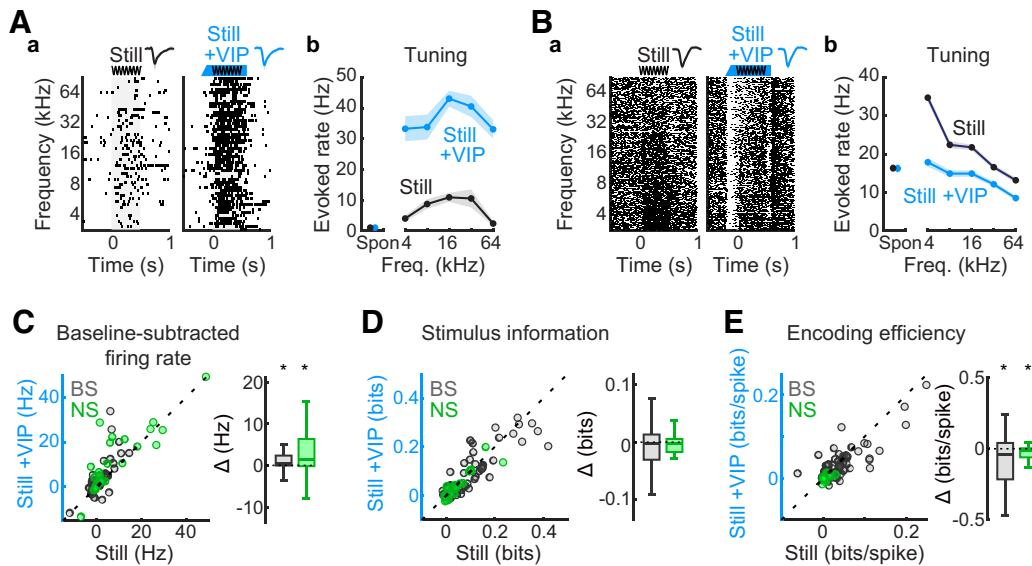 A
a
Still
Still
+VIP
Frequency (kHz)
64
32
16
8
4
0
1
0
1
Time (s)
Time (s)
b
Tuning
Evoked rate (Hz)
50
40
30
20
10
0
Still
+VIP
Still
Spon
4
16
64
Freq. (kHz)
B
a
Still
Still
+VIP
Frequency (kHz)
64
32
16
8
4
0
1
0
1
Time (s)
Time (s)
b
Tuning
Evoked rate (Hz)
40
30
20
10
0
Still
Still +VIP
Spon
4
16
64
Freq. (kHz)
C
Baseline-subtracted
firing rate
Still +VIP (Hz)
40
20
0
BS
NS
0
20
40
Still (Hz)
Δ (Hz)
20
10
0
-10
* *
D
Stimulus information
Still +VIP (bits)
0.4
0.2
0
BS
NS
0
0.2
0.4
Still (bits)
Δ (bits)
0.1
0
-0.1
E
Encoding efficiency
Still +VIP (bits/spike)
0.2
0
BS
NS
0
0.2
Still (bits/spike)
Δ (bits/spike)
0.5
0
-0.5
* *